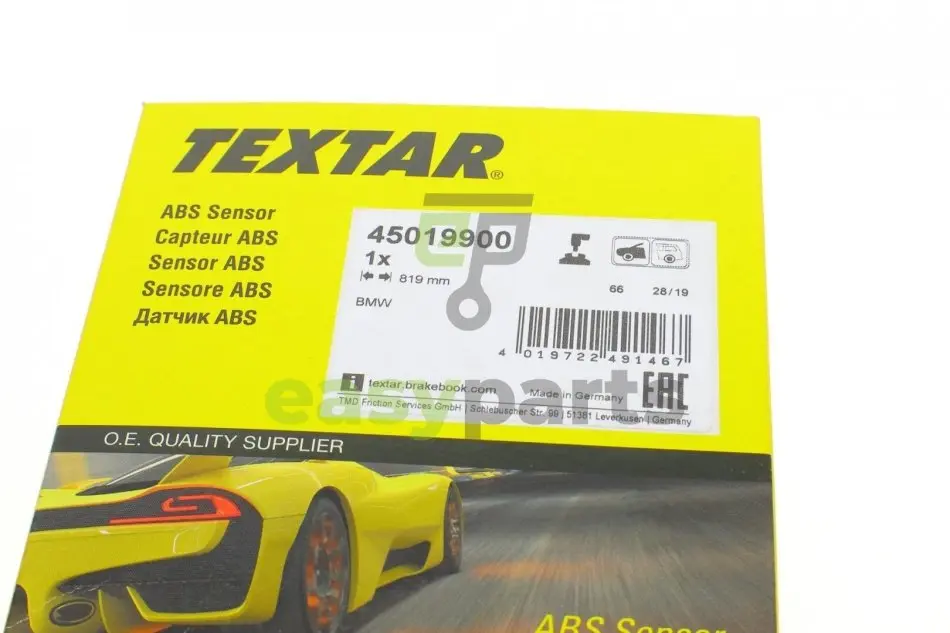 TEXTAR®
ABS Sensor
Capteur ABS
Sensor ABS
Sensore ABS
Датчик ABS
45019900
1x
819 mm
BMW
66 28/19
4 019722 491467
i textar.brakebook.com Made in Germany EAC
TMD Friction Services GmbH | Schlebuscher Str. 99 | 51381 Leverkusen | Germany
easyparts
O.E. QUALITY SUPPLIER
ABS Sensor